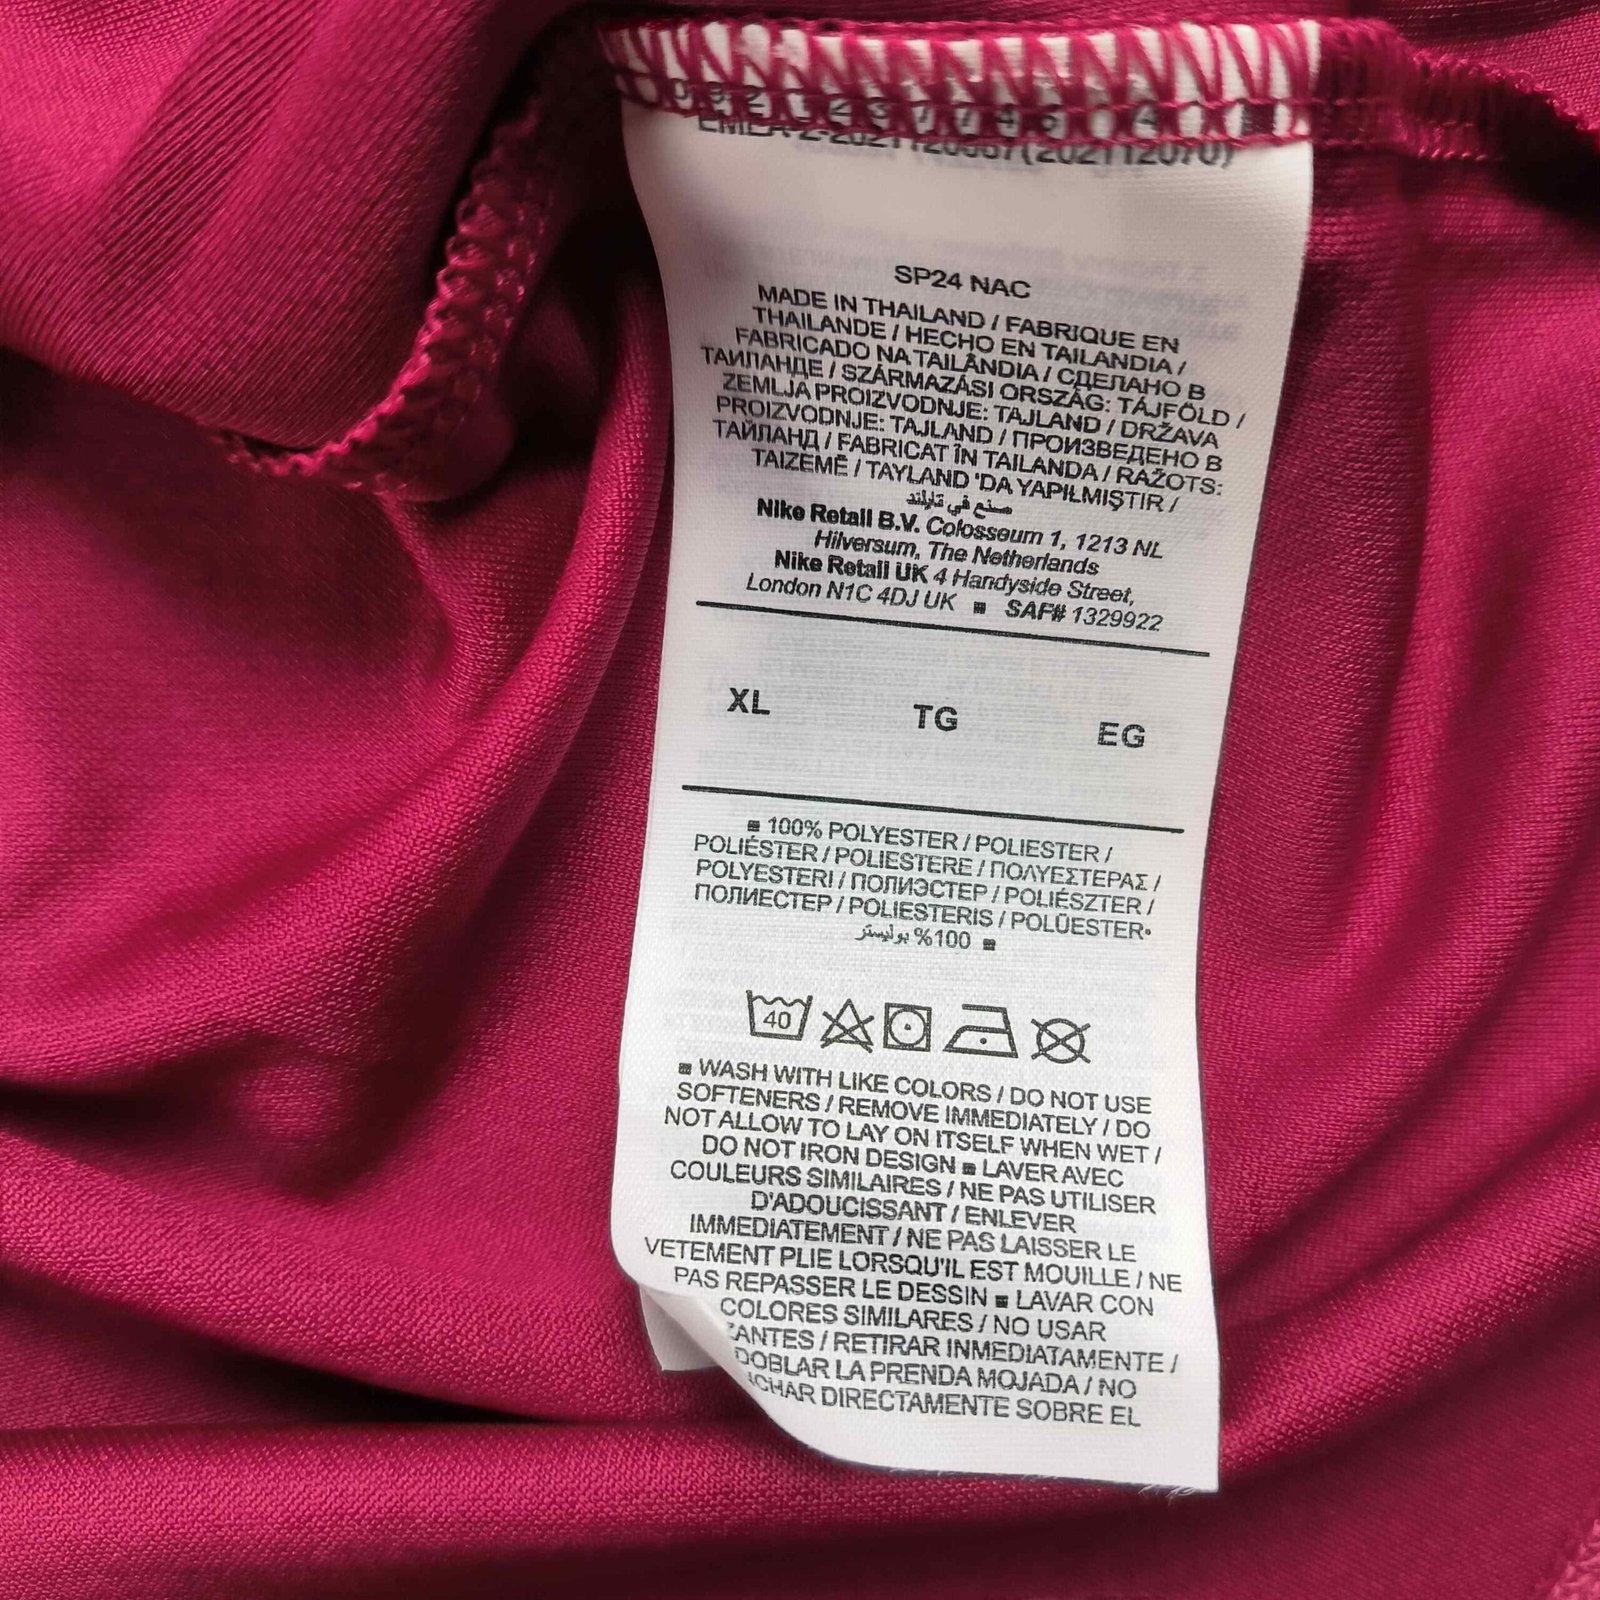 EMEA 2-2021120067(202112070)
SP24 NAC
MADE IN THAILAND / FABRIQUE EN
THAILANDE / HECHO EN TAILANDIA /
FABRICADO NA TAILÂNDIA / СДЕЛАНО В
ТАИЛАНДЕ / SZÁRMAZÁSI ORSZÁG: TÁJFÖLD /
ZEMLJA PROIZVODNJE: TAJLAND / DRŽAVA
PROIZVODNJE: TAJLAND / ПРОИЗВЕДЕНО В
ТАЙЛАНД / FABRICAT ÎN TAILANDA / RAŽOTS:
TAIZEMĒ / TAYLAND 'DA YAPILMIŞTIR /
صنع في تايلند
Nike Retail B.V. Colosseum 1, 1213 NL
Hilversum, The Netherlands
Nike Retail UK 4 Handyside Street,
London N1C 4DJ UK ■ SAF# 1329922
XL TG EG
■ 100% POLYESTER / POLIESTER /
POLIÉSTER / POLIESTERE / ΠΟΛΥΕΣΤΕΡΑΣ /
POLYESTERI / ПОЛИЭСТЕР / POLIÉSZTER /
ПОЛИЕСТЕР / POLIESTERIS / POLÜESTER•
100% بوليستر ■
40
■ WASH WITH LIKE COLORS / DO NOT USE
SOFTENERS / REMOVE IMMEDIATELY / DO
NOT ALLOW TO LAY ON ITSELF WHEN WET /
DO NOT IRON DESIGN ■ LAVER AVEC
COULEURS SIMILAIRES / NE PAS UTILISER
D'ADOUCISSANT / ENLEVER
IMMEDIATEMENT / NE PAS LAISSER LE
VETEMENT PLIE LORSQU'IL EST MOUILLE / NE
PAS REPASSER LE DESSIN ■ LAVAR CON
COLORES SIMILARES / NO USAR
ZANTES / RETIRAR INMEDIATAMENTE /
DOBLAR LA PRENDA MOJADA / NO
CHAR DIRECTAMENTE SOBRE EL